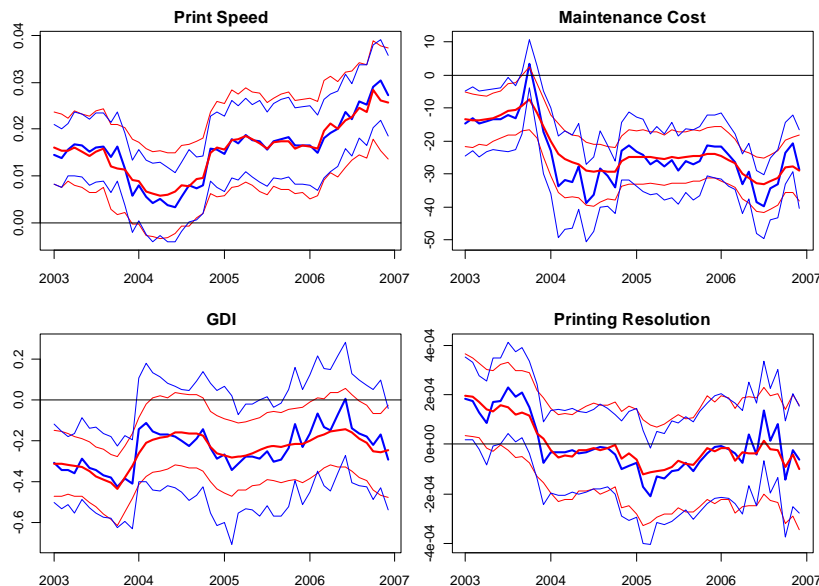 Print Speed
0.04
0.03
0.02
0.01
0.00
2003 2004 2005 2006 2007
Maintenance Cost
10
0
-10
-20
-30
-40
-50
2003 2004 2005 2006 2007
GDI
0.2
0.0
-0.2
-0.4
-0.6
2003 2004 2005 2006 2007
Printing Resolution
4e-04
2e-04
0e+00
-2e-04
-4e-04
2003 2004 2005 2006 2007